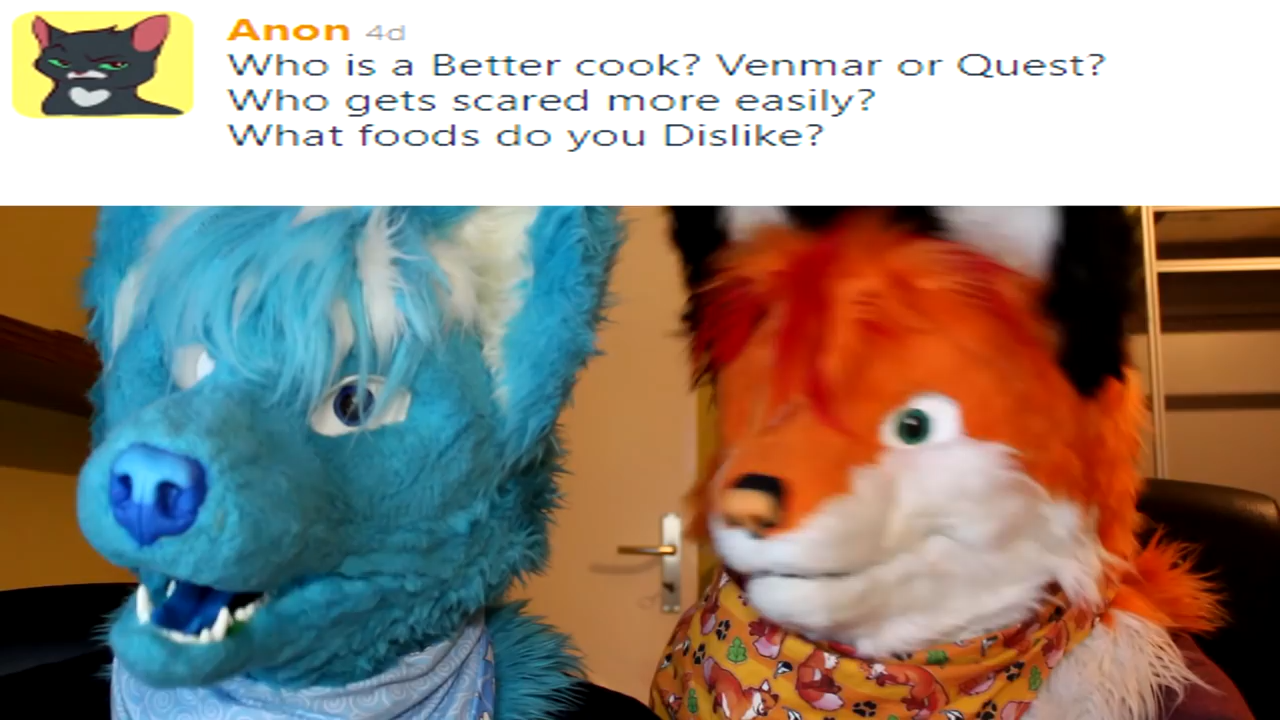 Anon 4d
Who is a Better cook? Venmar or Quest?
Who gets scared more easily?
What foods do you Dislike?